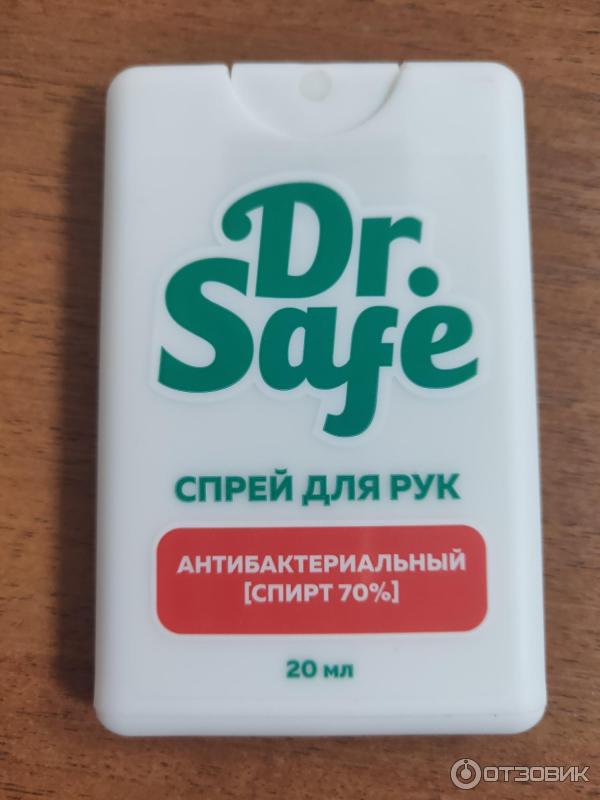 Dr.
Safe
СПРЕЙ ДЛЯ РУК
АНТИБАКТЕРИАЛЬНЫЙ
[СПИРТ 70%]
20 мл
ОТЗОВИК